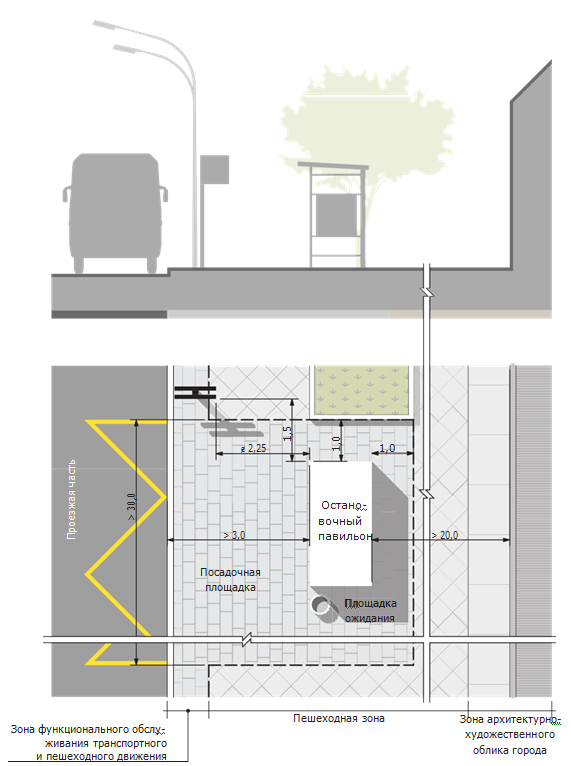 1,5
1,0
1,0
≮ 2,25
Проезжая часть
> 30,0
Остано-
вочный
павильон
> 3,0
> 20,0
Посадочная
площадка
Площадка
ожидания
Пешеходная зона
Зона функционального обслу-
живания транспортного
и пешеходного движения
Зона архитектурно-
художественного
облика города